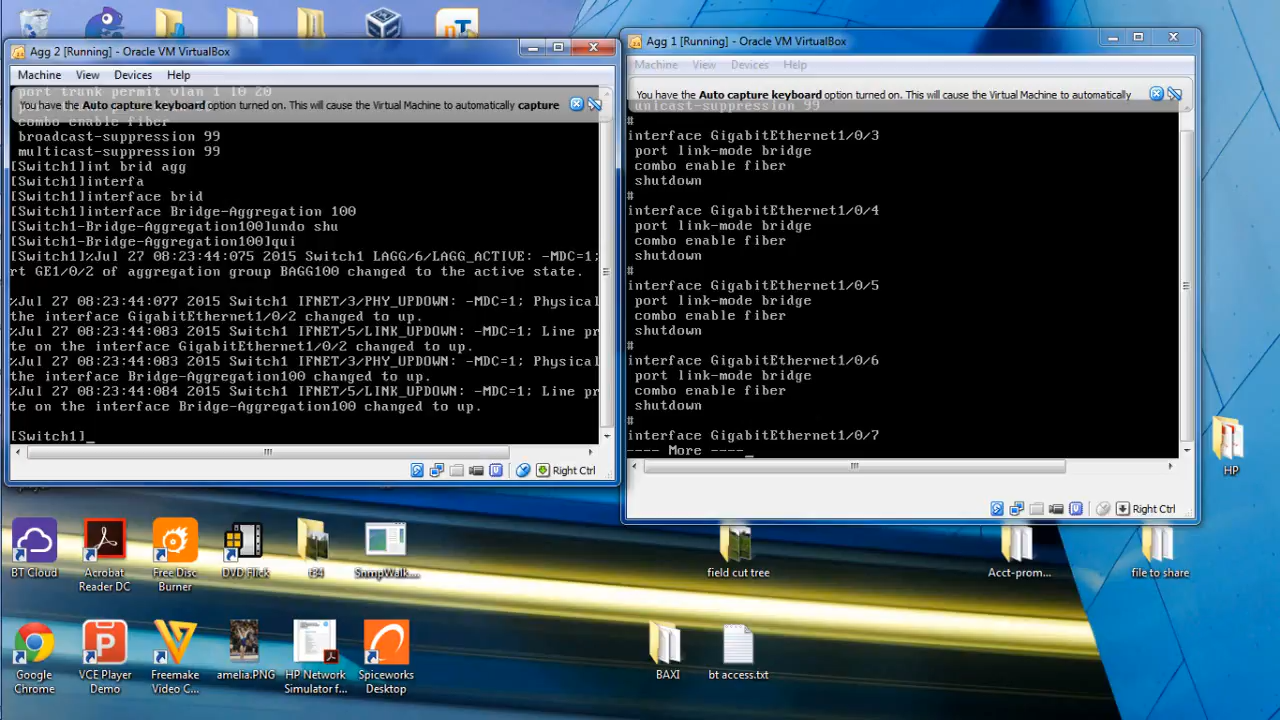 Agg 2 [Running] - Oracle VM VirtualBox
Machine View Devices Help
port trunk permit vlan 1 10 20
You have the Auto capture keyboard option turned on. This will cause the Virtual Machine to automatically capture
combo enable fiber
broadcast-suppression 99
multicast-suppression 99
[Switch1]int brid agg
[Switch1]interfa
[Switch1]interface brid
[Switch1]interface Bridge-Aggregation 100
[Switch1-Bridge-Aggregation100]undo shu
[Switch1-Bridge-Aggregation100]qui
[Switch1]%Jul 27 08:23:44:075 2015 Switch1 LAGG/6/LAGG_ACTIVE: -MDC=1;
rt GE1/0/2 of aggregation group BAGG100 changed to the active state.
%Jul 27 08:23:44:077 2015 Switch1 IFNET/3/PHY_UPDOWN: -MDC=1; Physical
the interface GigabitEthernet1/0/2 changed to up.
%Jul 27 08:23:44:083 2015 Switch1 IFNET/5/LINK_UPDOWN: -MDC=1; Line pr
te on the interface GigabitEthernet1/0/2 changed to up.
%Jul 27 08:23:44:083 2015 Switch1 IFNET/3/PHY_UPDOWN: -MDC=1; Physical
the interface Bridge-Aggregation100 changed to up.
%Jul 27 08:23:44:084 2015 Switch1 IFNET/5/LINK_UPDOWN: -MDC=1; Line pr
te on the interface Bridge-Aggregation100 changed to up.
[Switch1]_
Right Ctrl
Agg 1 [Running] - Oracle VM VirtualBox
Machine View Devices Help
You have the Auto capture keyboard option turned on. This will cause the Virtual Machine to automatically
unicast-suppression 99
#
interface GigabitEthernet1/0/3
port link-mode bridge
combo enable fiber
shutdown
#
interface GigabitEthernet1/0/4
port link-mode bridge
combo enable fiber
shutdown
#
interface GigabitEthernet1/0/5
port link-mode bridge
combo enable fiber
shutdown
#
interface GigabitEthernet1/0/6
port link-mode bridge
combo enable fiber
shutdown
#
interface GigabitEthernet1/0/7
---- More ----_
Right Ctrl
HP
BT Cloud
Acrobat
Reader DC
Free Disc
Burner
DVD Flick
t34
SnmpWalk....
field cut tree
Acct-prom...
file to share
Google
Chrome
VCE Player
Demo
Freemake
Video C...
amelia.PNG
HP Network
Simulator f...
Spiceworks
Desktop
BAXI
bt access.txt